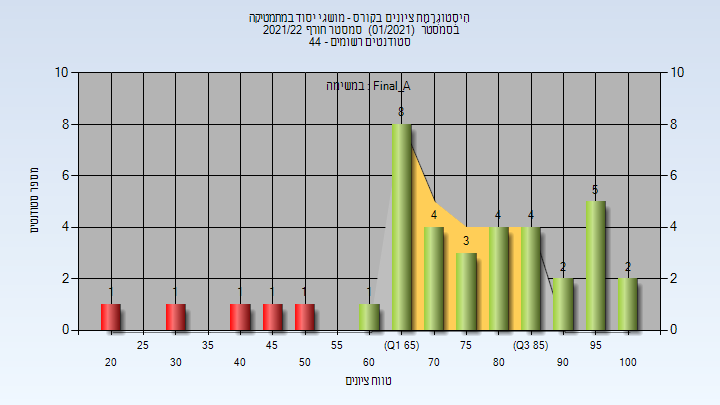 היסטוגרמת ציונים בקורס - מושגי יסוד במתמטיקה
בסמסטר (01/2021) סמסטר חורף 2021/22
סטודנטים רשומים - 44
במשימה : Final_A
מספר סטודנטים
10 10
8 8
6 6
4 4
2 2
0 0
1 1 1 1 1 1 8 4 3 4 4 2 5 2
25 35 45 (Q1 65) 75 (Q3 85) 95
20 30 40 50 60 70 80 90 100
טווח ציונים